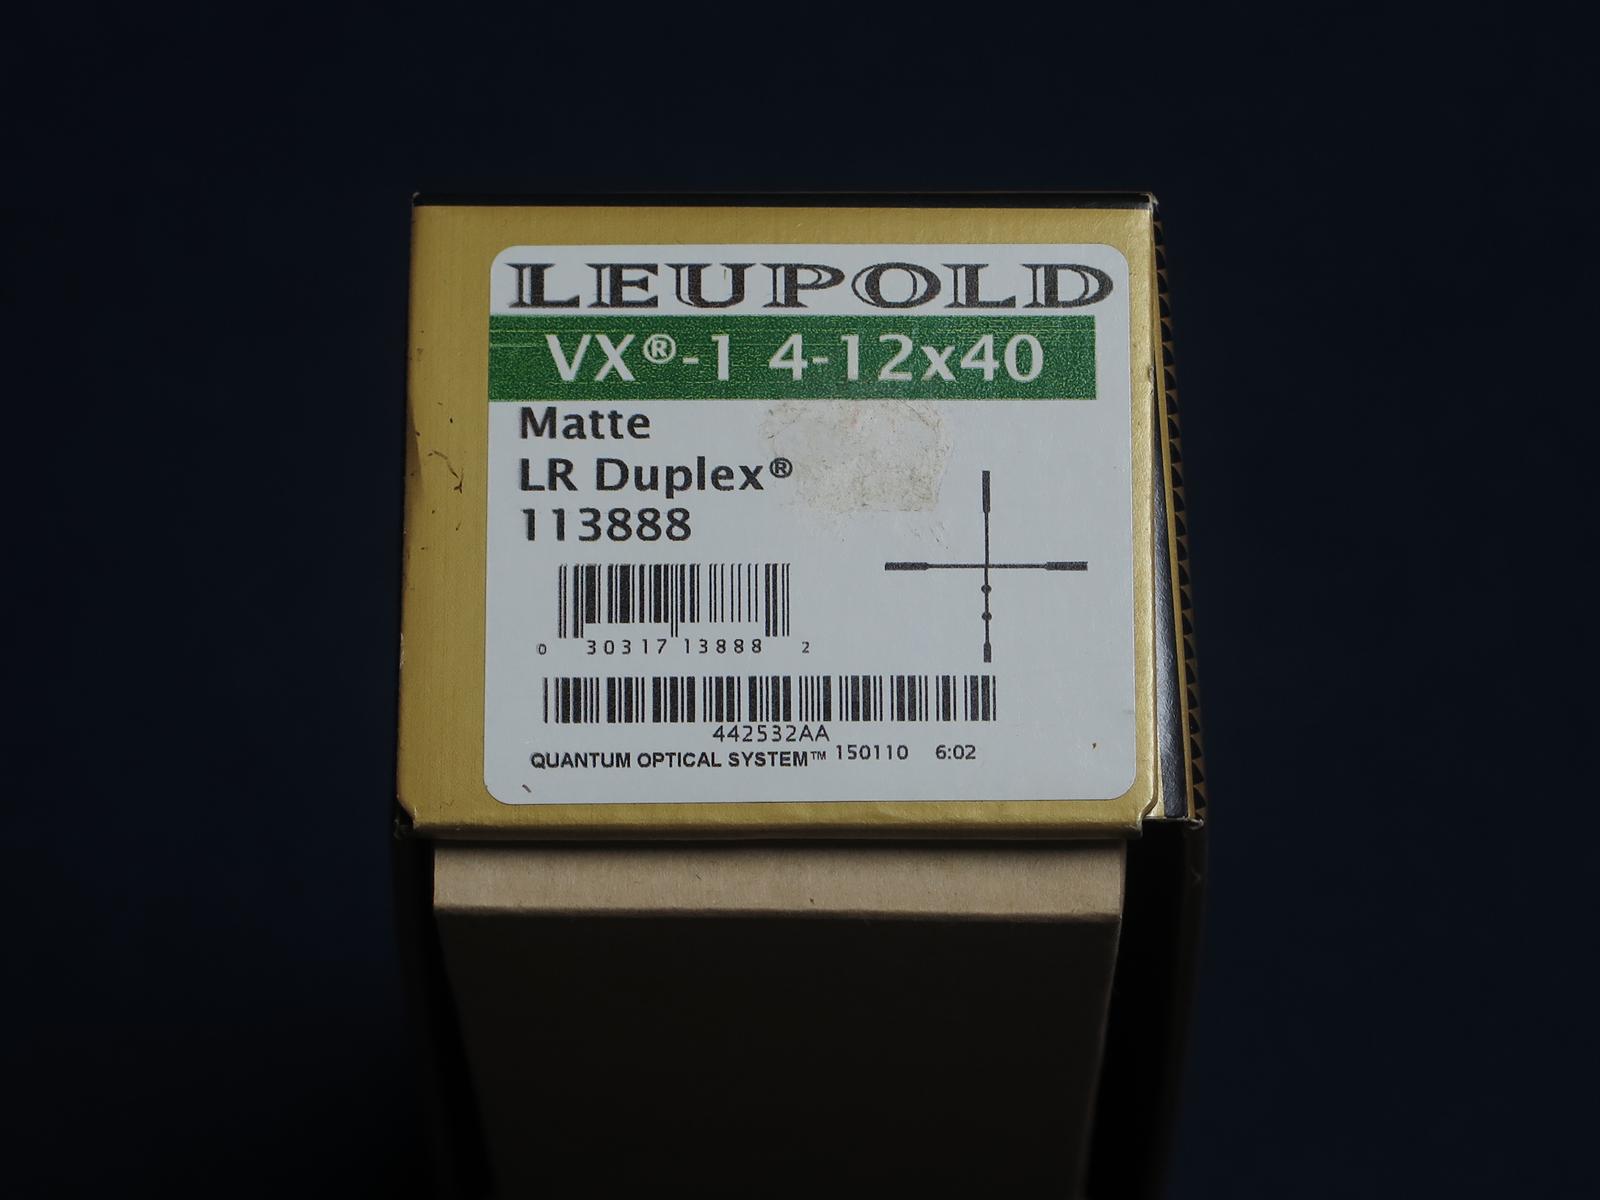 LEUPOLD
VX®-1 4-12x40
Matte
LR Duplex®
113888
0 30317 13888 2
442532AA
QUANTUM OPTICAL SYSTEM™ 150110 6:02